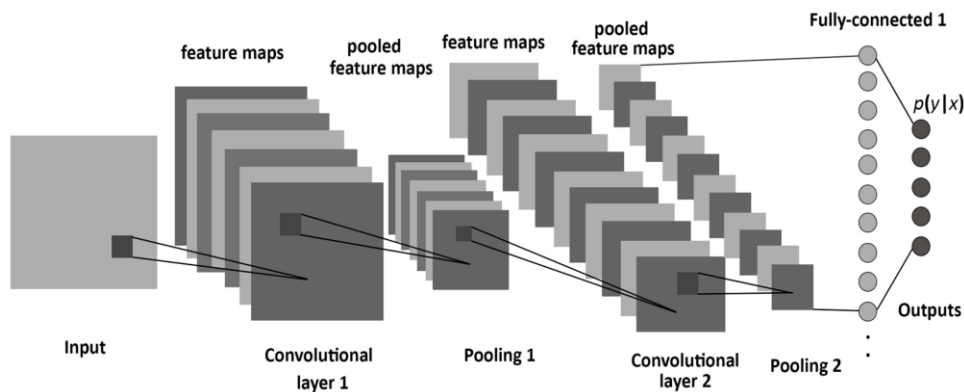 Fully-connected 1
feature maps
pooled
feature maps
feature maps
pooled
feature maps
p(y|x)
Input
Convolutional
layer 1
Pooling 1
Convolutional
layer 2
Pooling 2
Outputs